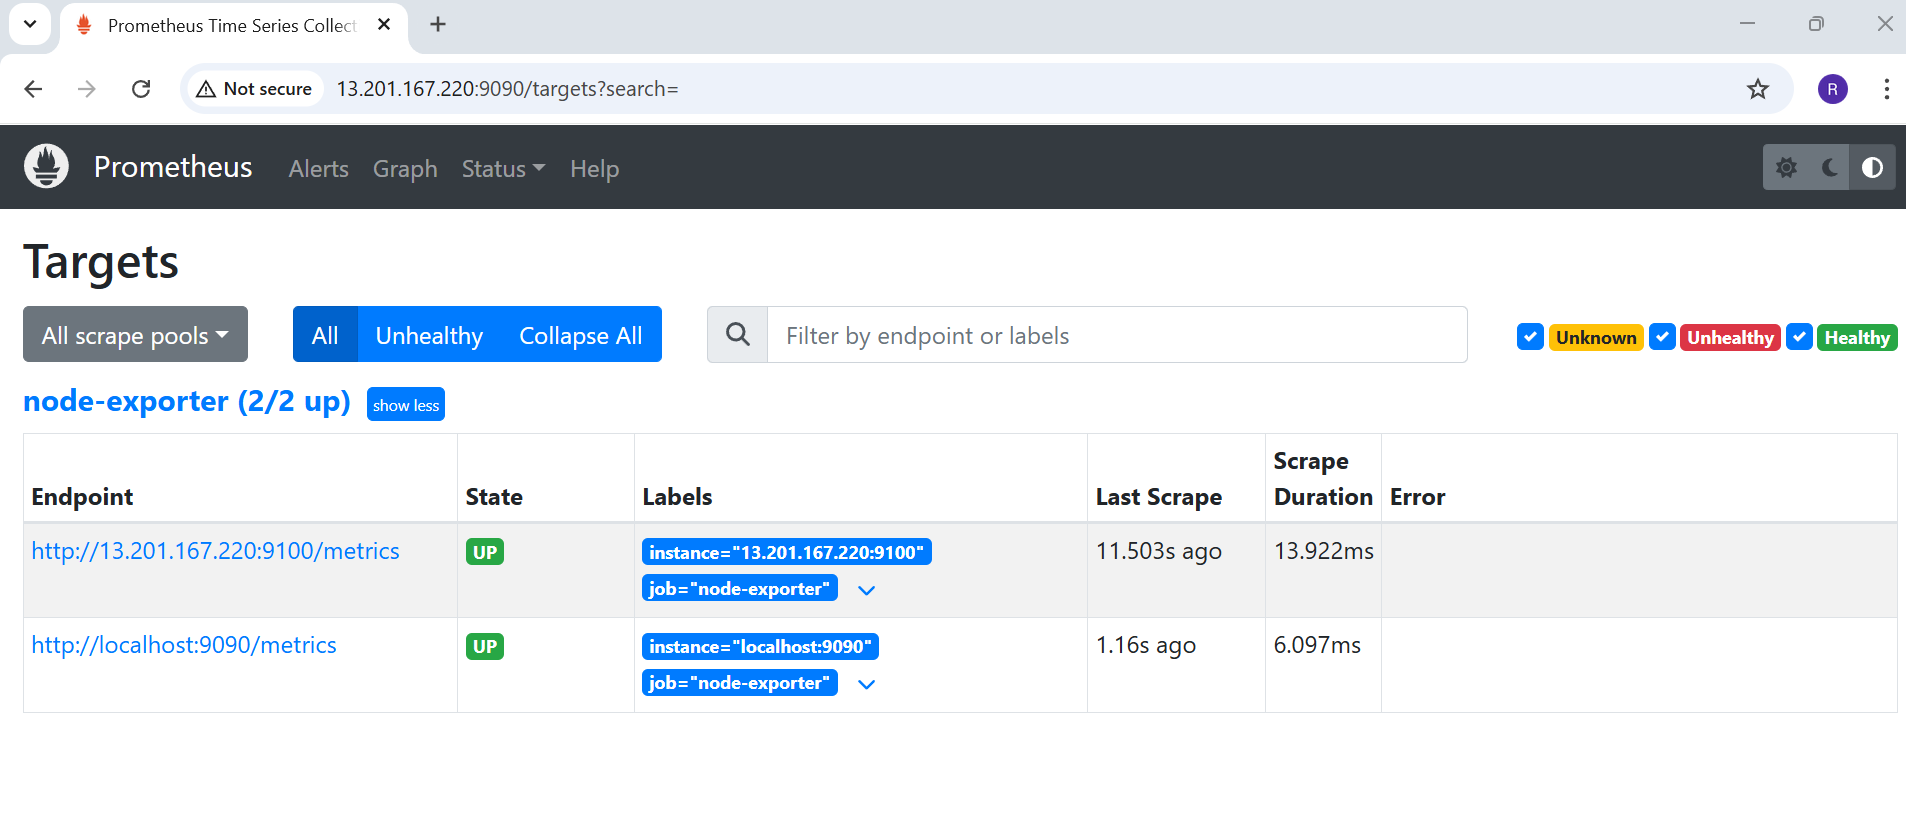 Prometheus Time Series Collect
Not secure 13.201.167.220:9090/targets?search= R
Prometheus Alerts Graph Status Help
Targets
All scrape pools All Unhealthy Collapse All Filter by endpoint or labels Unknown Unhealthy Healthy
node-exporter (2/2 up) show less
Endpoint State Labels Last Scrape Scrape Duration Error
http://13.201.167.220:9100/metrics UP instance="13.201.167.220:9100" 11.503s ago 13.922ms
job="node-exporter"
http://localhost:9090/metrics UP instance="localhost:9090" 1.16s ago 6.097ms
job="node-exporter"